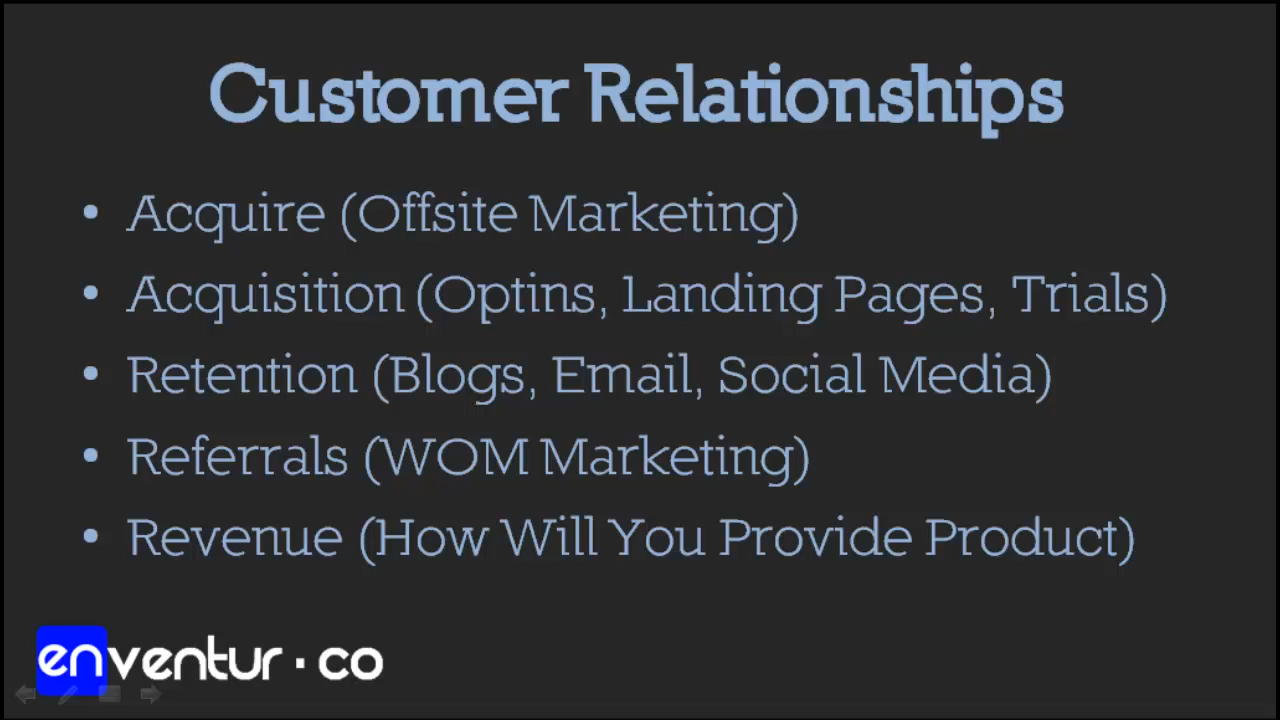 Customer Relationships
• Acquire (Offsite Marketing)
• Acquisition (Optins, Landing Pages, Trials)
• Retention (Blogs, Email, Social Media)
• Referrals (WOM Marketing)
• Revenue (How Will You Provide Product)
enventur.co